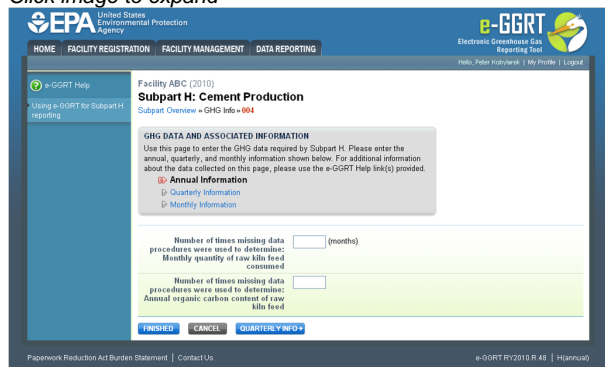 Click image to expand
EPA United States
Environmental Protection
Agency
e-GGRT
Electronic Greenhouse Gas
Reporting Tool
HOME FACILITY REGISTRATION FACILITY MANAGEMENT DATA REPORTING
Hello, Peter Kobylarek | My Profile | Logout
e-GGRT Help
Using e-GGRT for Subpart H
reporting
Facility ABC (2010)
Subpart H: Cement Production
Subpart Overview » GHG Info » 004
GHG DATA AND ASSOCIATED INFORMATION
Use this page to enter the GHG data required by Subpart H. Please enter the
annual, quarterly, and monthly information shown below. For additional information
about the data collected on this page, please use the e-GGRT Help link(s) provided.
Annual Information
Quarterly Information
Monthly Information
Number of times missing data (months)
procedures were used to determine:
Monthly quantity of raw kiln feed
consumed
Number of times missing data
procedures were used to determine:
Annual organic carbon content of raw
kiln feed
FINISHED CANCEL QUARTERLY INFO
Paperwork Reduction Act Burden Statement | Contact Us
e-GGRT RY2010.R.48 | H(annual)